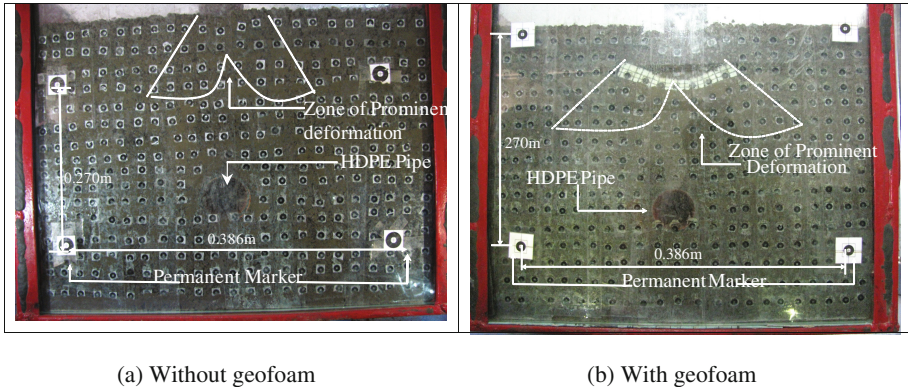 Zone of Prominen
deformation
HDPE Pipe
0.270m
0.386m
Permanent Marker
270m
Zone of Prominent
Deformation
HDPE Pipe
0.386m
Permanent Marker
(a) Without geofoam
(b) With geofoam